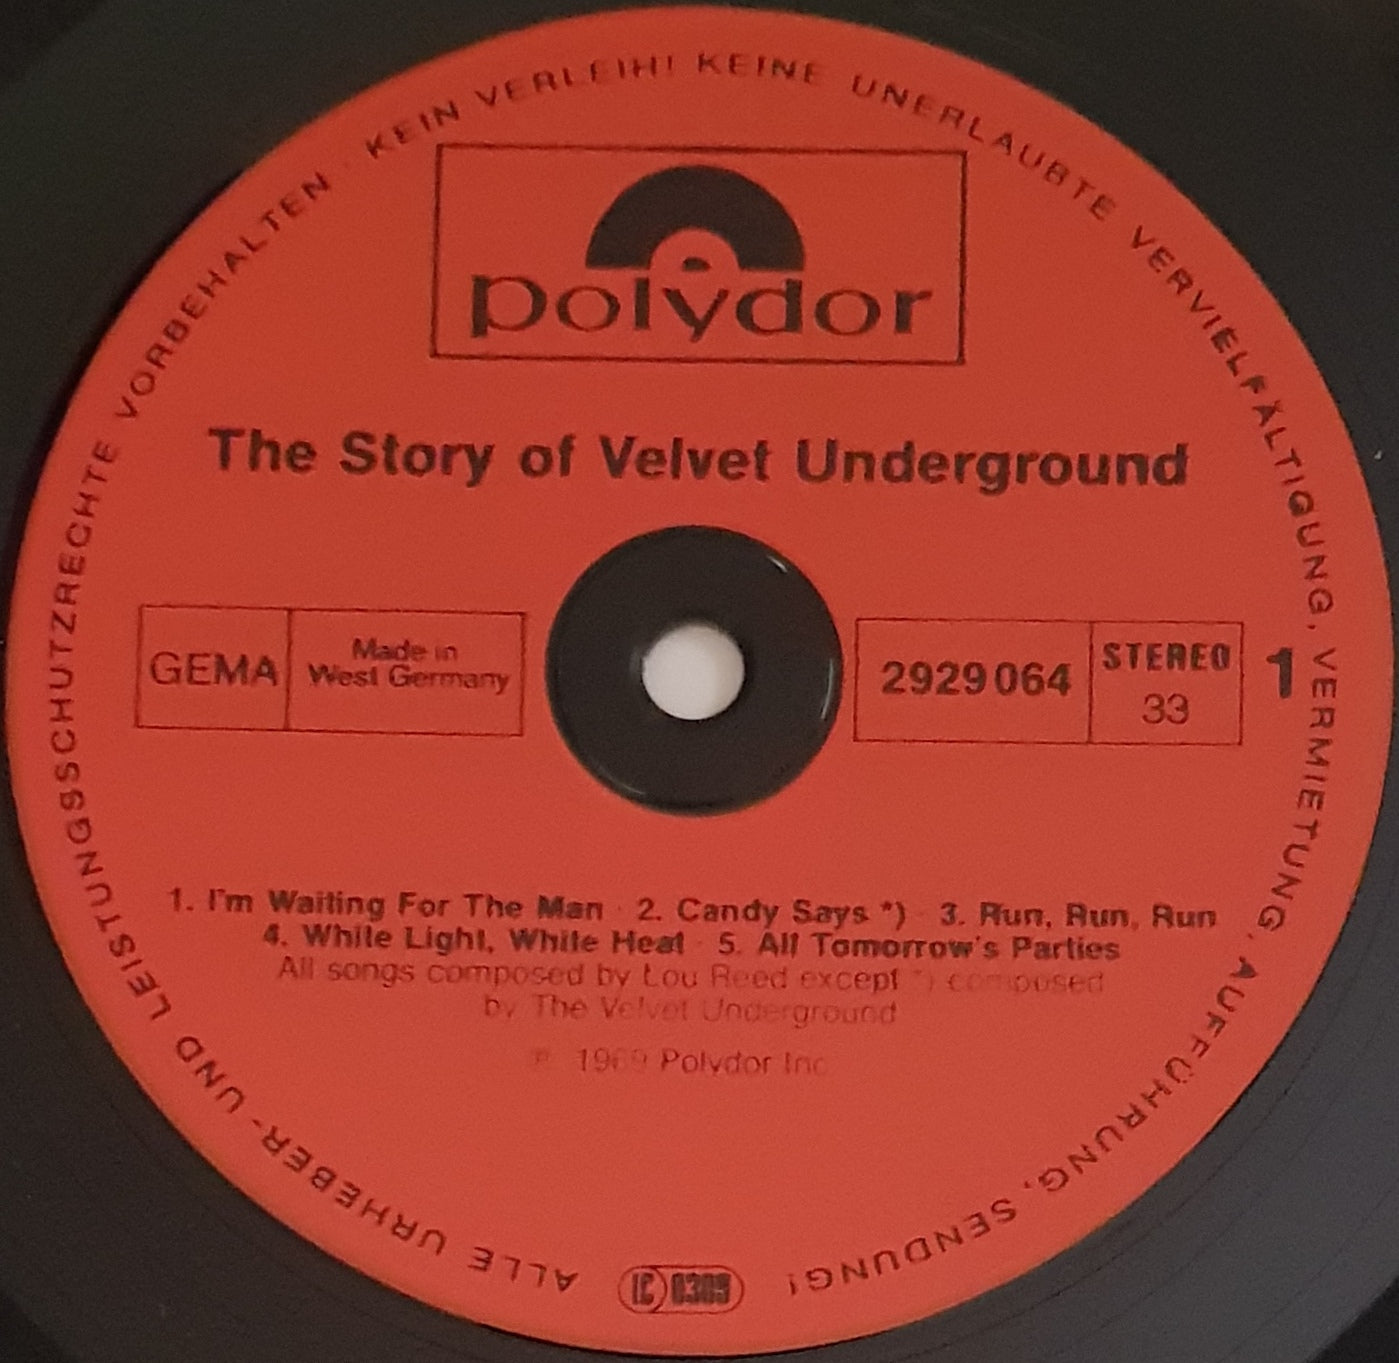 ALLE URHEBER- UND LEISTUNGSSCHUTZRECHTE VORBEHALTEN · KEIN VERLEIH! KEINE UNERLAUBTE VERVIELFÄLTIGUNG, VERMIETUNG, AUFFÜHRUNG, SENDUNG!
polydor
The Story of Velvet Underground
GEMA
Made in
West Germany
2929 064
STEREO
33
1
1. I'm Waiting For The Man · 2. Candy Says *) · 3. Run, Run, Run
4. White Light, White Heat · 5. All Tomorrow's Parties
All songs composed by Lou Reed except *) composed
by The Velvet Underground
℗ 1969 Polydor Inc
LC 0309